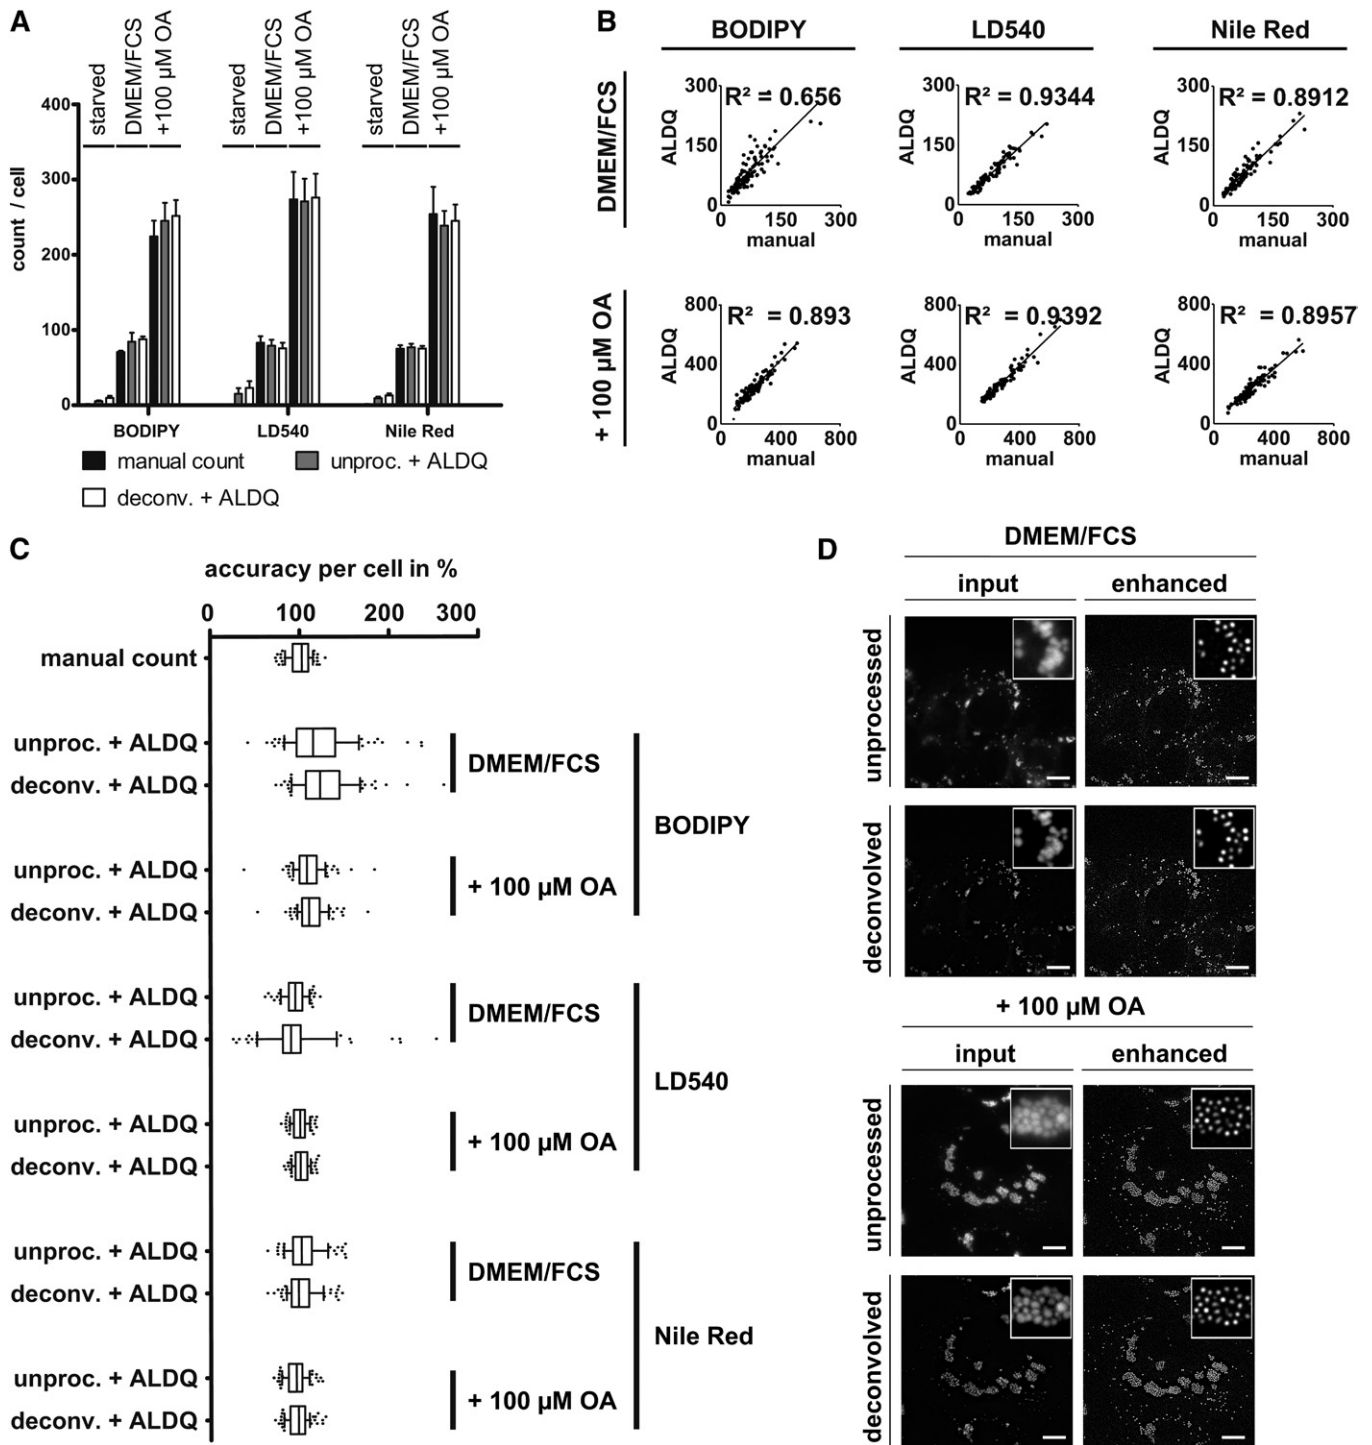 A
starved
DMEM/FCS
+100 µM OA
starved
DMEM/FCS
+100 µM OA
starved
DMEM/FCS
+100 µM OA
count / cell
400
300
200
100
0
BODIPY
LD540
Nile Red
manual count
unproc. + ALDQ
deconv. + ALDQ
B
BODIPY
LD540
Nile Red
DMEM/FCS
ALDQ
300
150
0
R² = 0.656
0
150
300
manual
ALDQ
300
150
0
R² = 0.9344
0
150
300
manual
ALDQ
300
150
0
R² = 0.8912
0
150
300
manual
+ 100 µM OA
ALDQ
800
400
0
R² = 0.893
0
400
800
manual
ALDQ
800
400
0
R² = 0.9392
0
400
800
manual
ALDQ
800
400
0
R² = 0.8957
0
400
800
manual
C
accuracy per cell in %
0
100
200
300
manual count
unproc. + ALDQ
deconv. + ALDQ
DMEM/FCS
unproc. + ALDQ
deconv. + ALDQ
+ 100 µM OA
BODIPY
unproc. + ALDQ
deconv. + ALDQ
DMEM/FCS
unproc. + ALDQ
deconv. + ALDQ
+ 100 µM OA
LD540
unproc. + ALDQ
deconv. + ALDQ
DMEM/FCS
unproc. + ALDQ
deconv. + ALDQ
+ 100 µM OA
Nile Red
D
DMEM/FCS
input
enhanced
unprocessed
deconvolved
+ 100 µM OA
input
enhanced
unprocessed
deconvolved